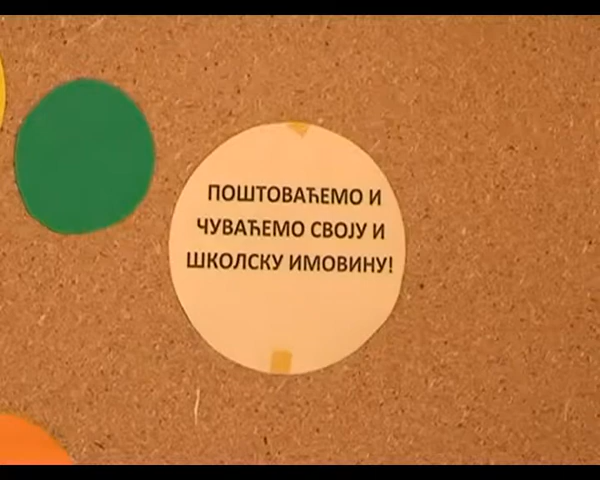 ПОШТОВАЋЕМО И
ЧУВАЋЕМО СВОЈУ И
ШКОЛСКУ ИМОВИНУ!